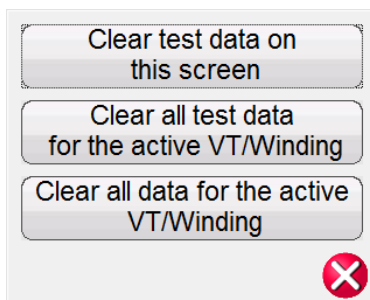 Clear test data on
this screen
Clear all test data
for the active VT/Winding
Clear all data for the active
VT/Winding